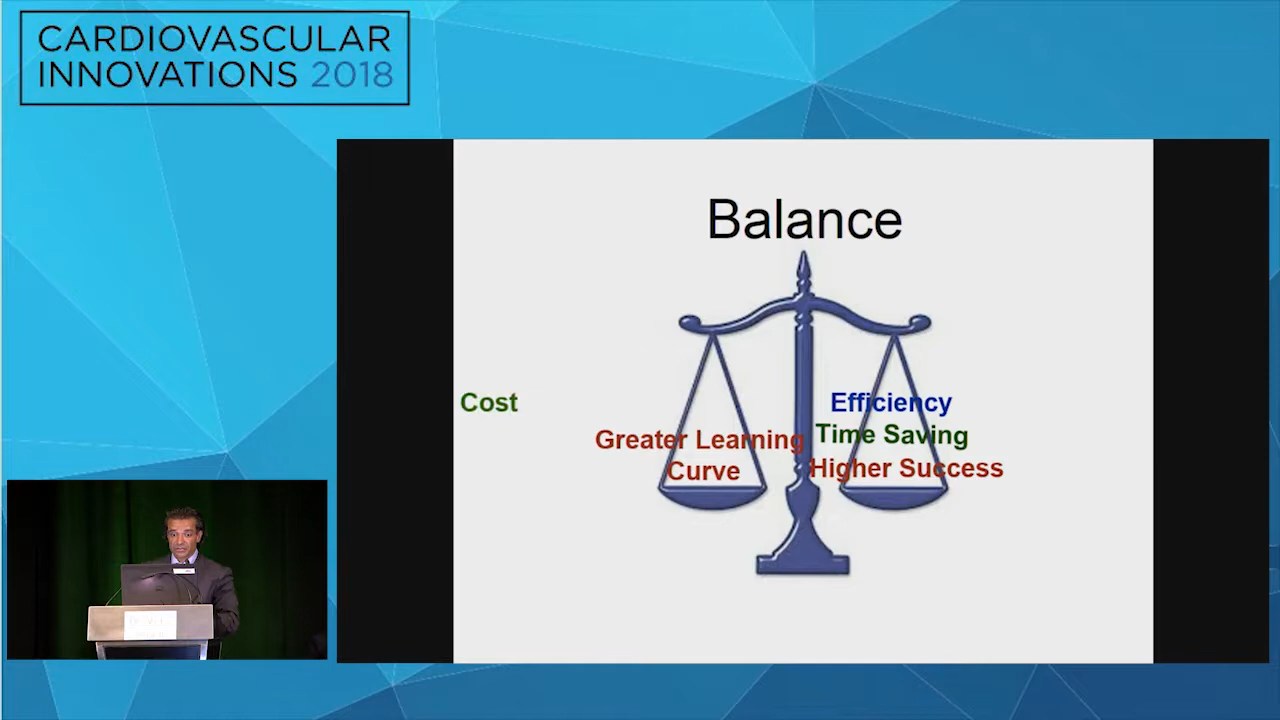 CARDIOVASCULAR
INNOVATIONS 2018
Balance
Cost
Greater Learning
Curve
Efficiency
Time Saving
Higher Success